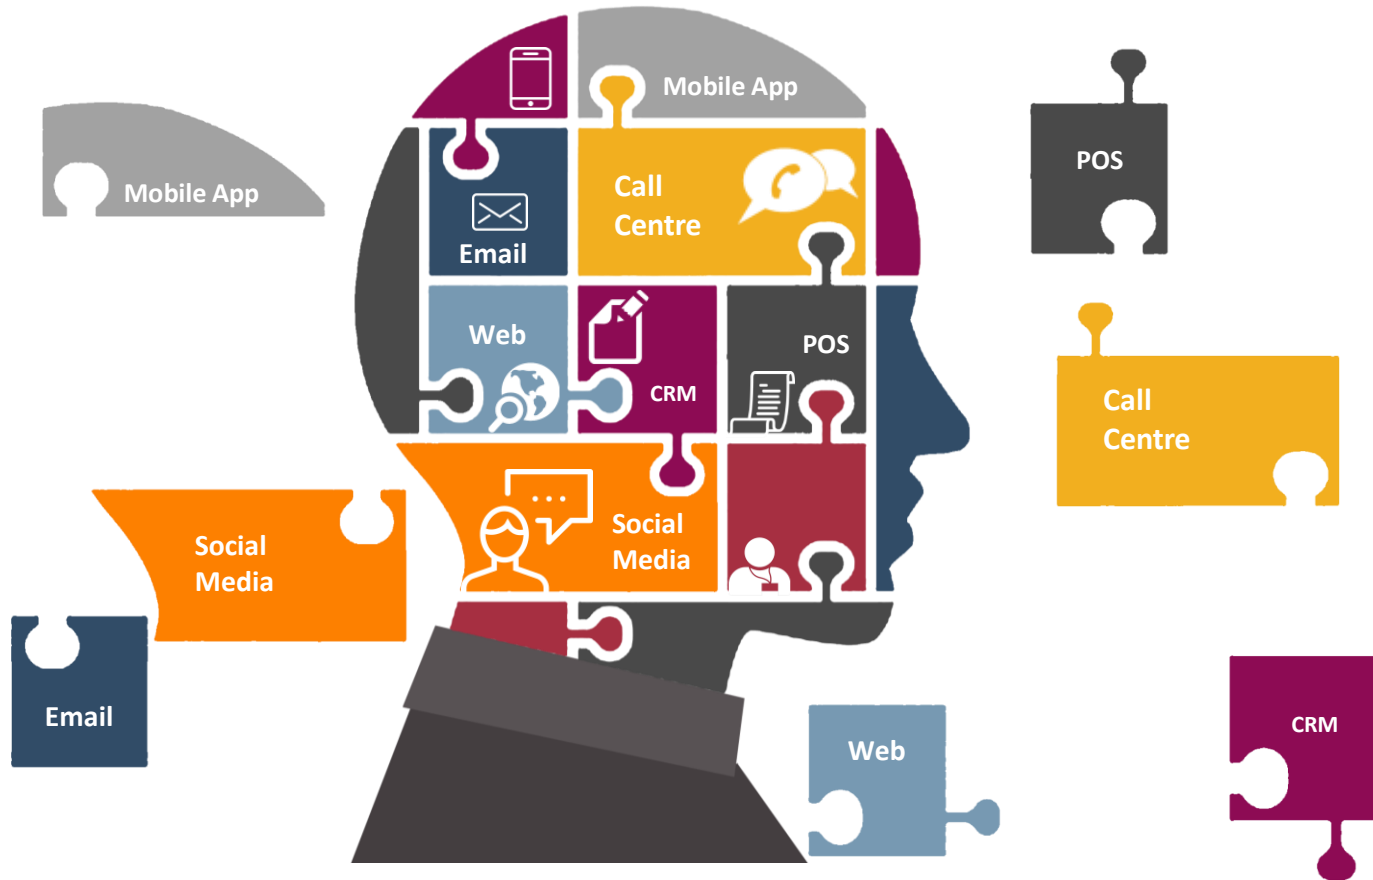 Mobile App
Mobile App
POS
Call
Centre
Email
Web
POS
CRM
Call
Centre
Social
Media
Social
Media
Email
Web
CRM